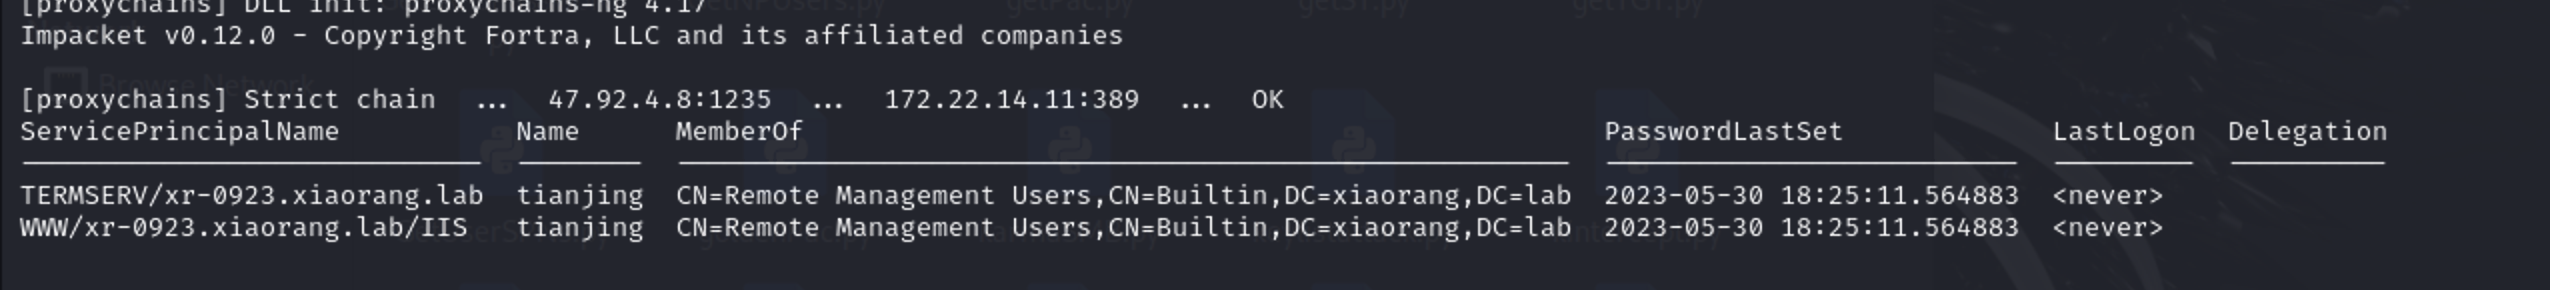 [proxychains] DLL init: proxychains-ng 4.17
Impacket v0.12.0 - Copyright Fortra, LLC and its affiliated companies
[proxychains] Strict chain ... 47.92.4.8:1235 ... 172.22.14.11:389 ... OK
ServicePrincipalName Name MemberOf PasswordLastSet LastLogon Delegation
TERMSERV/xr-0923.xiaorang.lab tianjing CN=Remote Management Users,CN=Builtin,DC=xiaorang,DC=lab 2023-05-30 18:25:11.564883 <never>
WWW/xr-0923.xiaorang.lab/IIS tianjing CN=Remote Management Users,CN=Builtin,DC=xiaorang,DC=lab 2023-05-30 18:25:11.564883 <never>